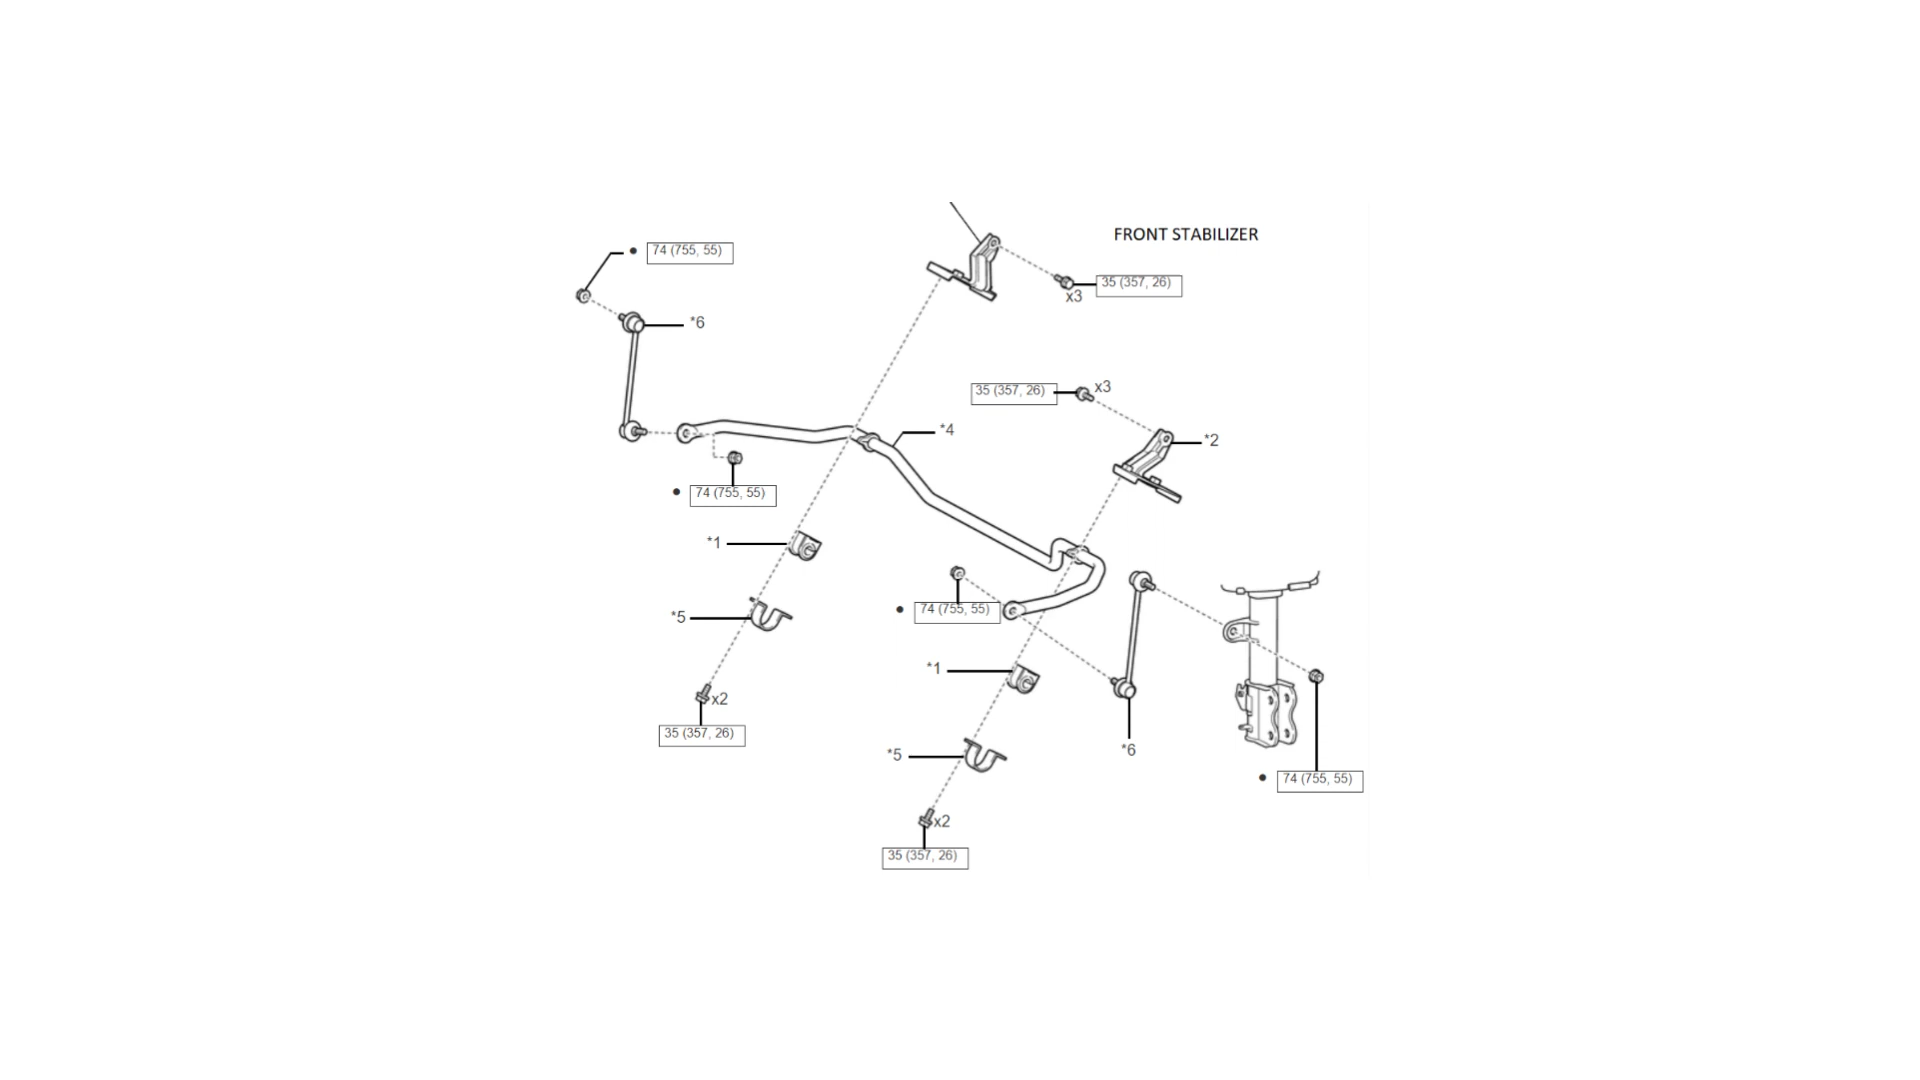 FRONT STABILIZER
● 74 (755, 55)
35 (357, 26)
x3
*6
35 (357, 26)
x3
*4
*2
● 74 (755, 55)
*1
● 74 (755, 55)
*5
*1
x2
35 (357, 26)
*5
*6
● 74 (755, 55)
x2
35 (357, 26)